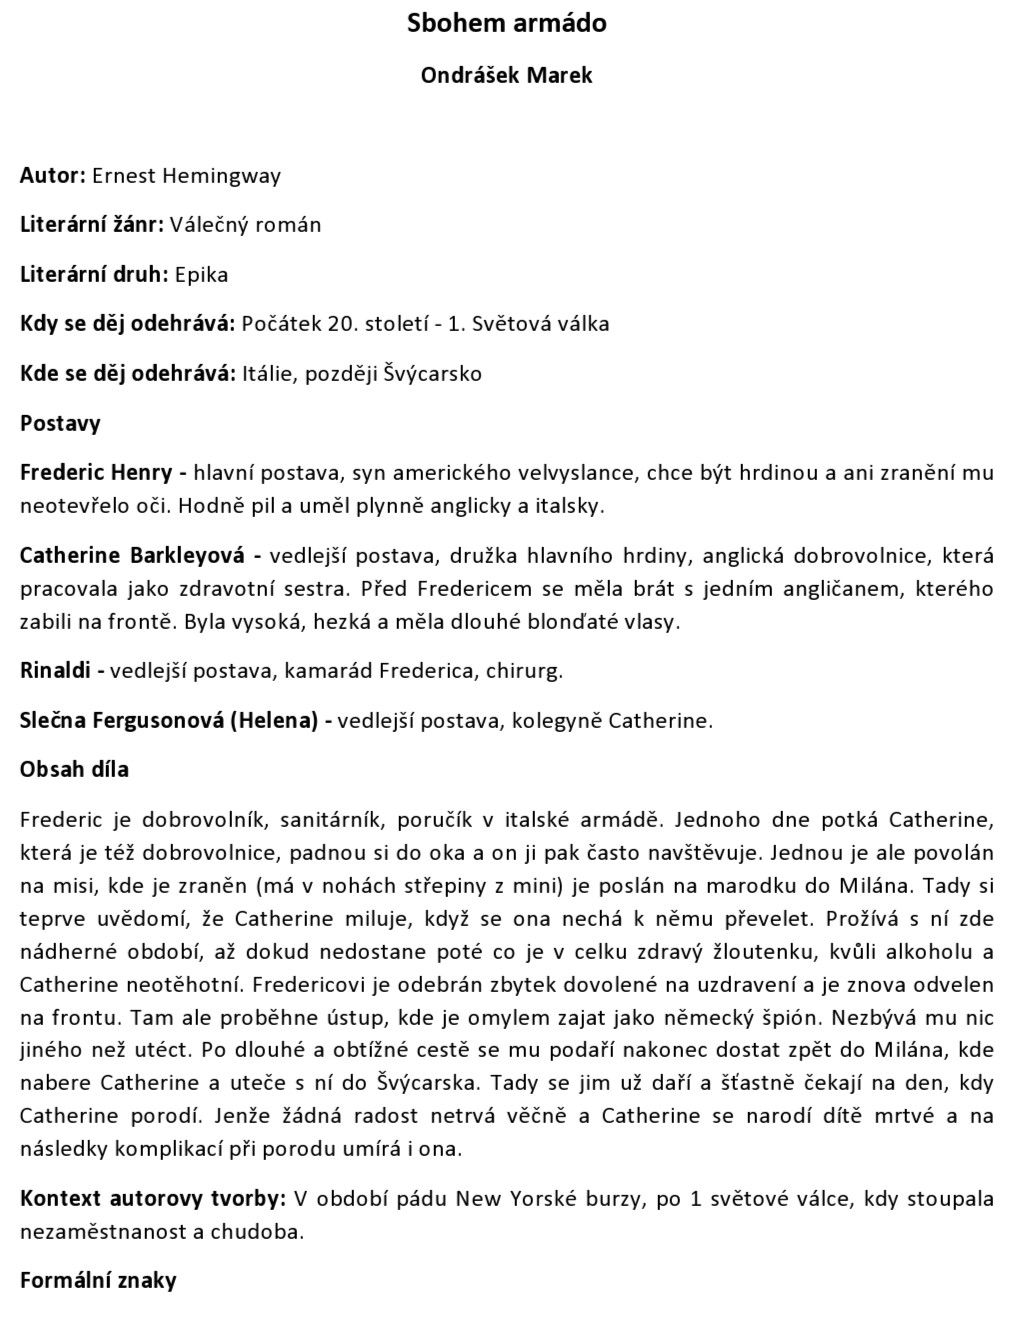 Sbohem armádo
Ondrášek Marek
Autor: Ernest Hemingway
Literární žánr: Válečný román
Literární druh: Epika
Kdy se děj odehrává: Počátek 20. století - 1. Světová válka
Kde se děj odehrává: Itálie, později Švýcarsko
Postavy
Frederic Henry - hlavní postava, syn amerického velvyslance, chce být hrdinou a ani zranění mu
neotevřelo oči. Hodně pil a uměl plynně anglicky a italsky.
Catherine Barkleyová - vedlejší postava, družka hlavního hrdiny, anglická dobrovolnice, která
pracovala jako zdravotní sestra. Před Fredericem se měla brát s jedním angličanem, kterého
zabili na frontě. Byla vysoká, hezká a měla dlouhé blonďaté vlasy.
Rinaldi - vedlejší postava, kamarád Frederica, chirurg.
Slečna Fergusonová (Helena) - vedlejší postava, kolegyně Catherine.
Obsah díla
Frederic je dobrovolník, sanitárník, poručík v italské armádě. Jednoho dne potká Catherine,
která je též dobrovolnice, padnou si do oka a on ji pak často navštěvuje. Jednou je ale povolán
na misi, kde je zraněn (má v nohách střepiny z mini) je poslán na marodku do Milána. Tady si
teprve uvědomí, že Catherine miluje, když se ona nechá k němu převelet. Prožívá s ní zde
nádherné období, až dokud nedostane poté co je v celku zdravý žloutenku, kvůli alkoholu a
Catherine neotěhotní. Fredericovi je odebrán zbytek dovolené na uzdravení a je znova odvelen
na frontu. Tam ale proběhne ústup, kde je omylem zajat jako německý špión. Nezbývá mu nic
jiného než utéct. Po dlouhé a obtížné cestě se mu podaří nakonec dostat zpět do Milána, kde
nabere Catherine a uteče s ní do Švýcarska. Tady se jim už daří a šťastně čekají na den, kdy
Catherine porodí. Jenže žádná radost netrvá věčně a Catherine se narodí dítě mrtvé a na
následky komplikací při porodu umírá i ona.
Kontext autorovy tvorby: V období pádu New Yorské burzy, po 1 světové válce, kdy stoupala
nezaměstnanost a chudoba.
Formální znaky